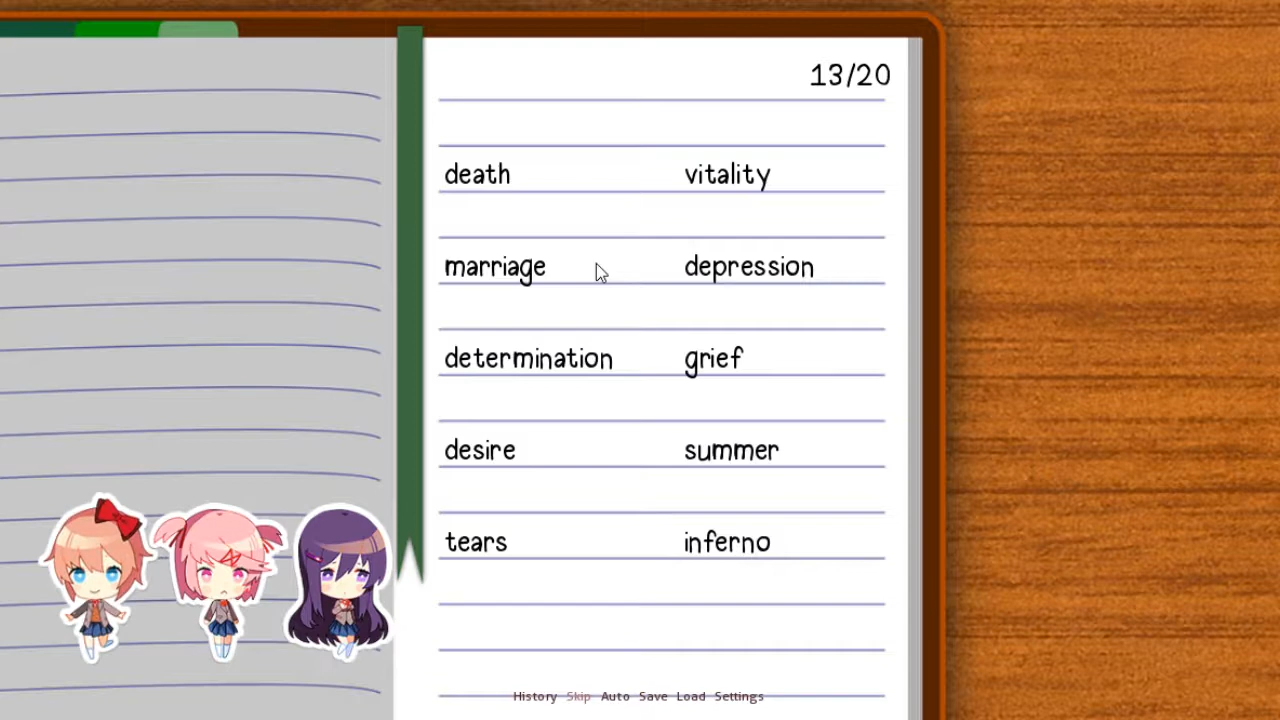 13/20
death vitality
marriage depression
determination grief
desire summer
tears inferno
History Skip Auto Save Load Settings